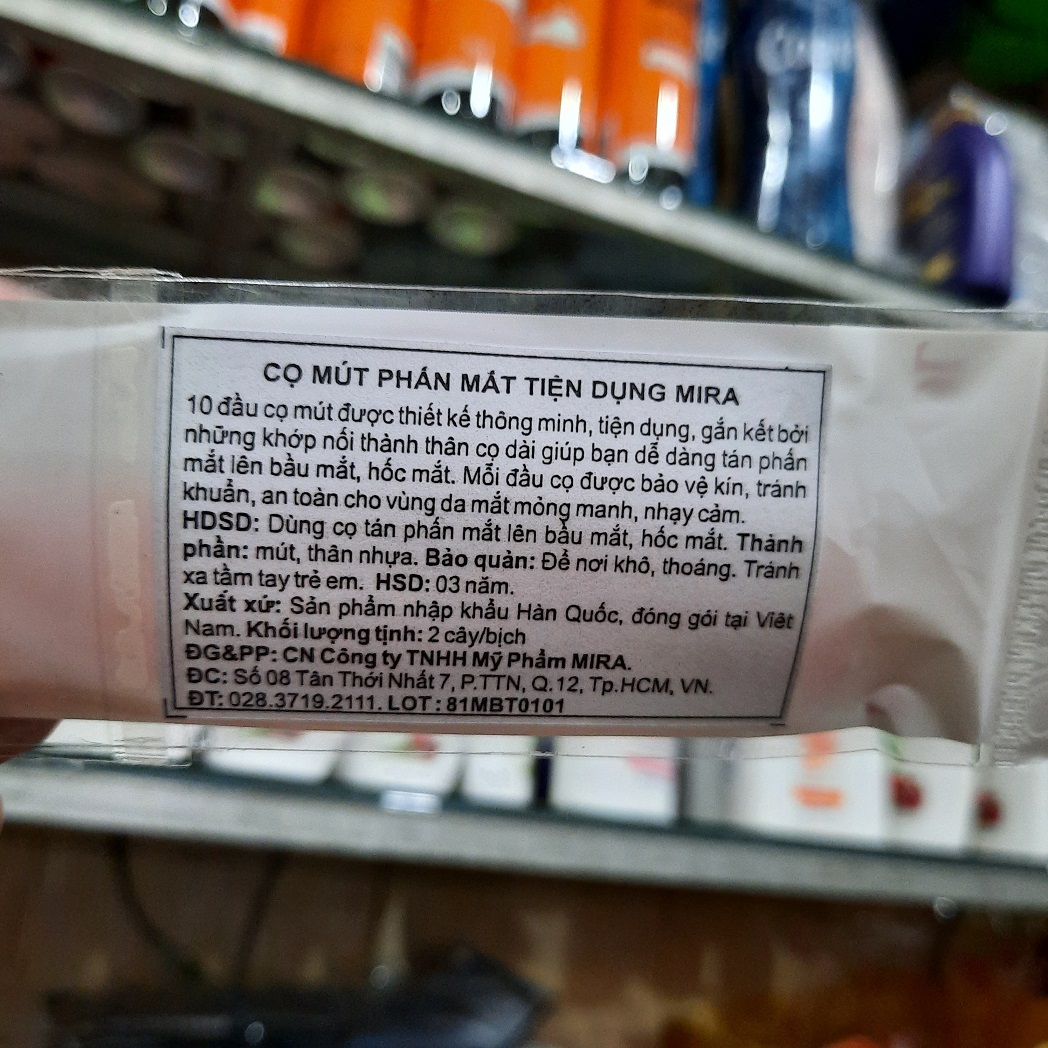 CỌ MÚT PHẤN MẮT TIỆN DỤNG MIRA
10 đầu cọ mút được thiết kế thông minh, tiện dụng, gắn kết bởi
những khớp nối thành thân cọ dài giúp bạn dễ dàng tán phấn
mắt lên bầu mắt, hốc mắt. Mỗi đầu cọ được bảo vệ kín, tránh
khuẩn, an toàn cho vùng da mắt mỏng manh, nhạy cảm.
HDSD: Dùng cọ tán phấn mắt lên bầu mắt, hốc mắt. Thành
phần: mút, thân nhựa. Bảo quản: Để nơi khô, thoáng. Tránh
xa tầm tay trẻ em. HSD: 03 năm.
Xuất xứ: Sản phẩm nhập khẩu Hàn Quốc, đóng gói tại Việt
Nam. Khối lượng tịnh: 2 cây/bịch
ĐG&PP: CN Công ty TNHH Mỹ Phẩm MIRA.
ĐC: Số 08 Tân Thới Nhất 7, P.TTN, Q.12, Tp.HCM, VN.
ĐT: 028.3719.2111. LOT : 81MBT0101